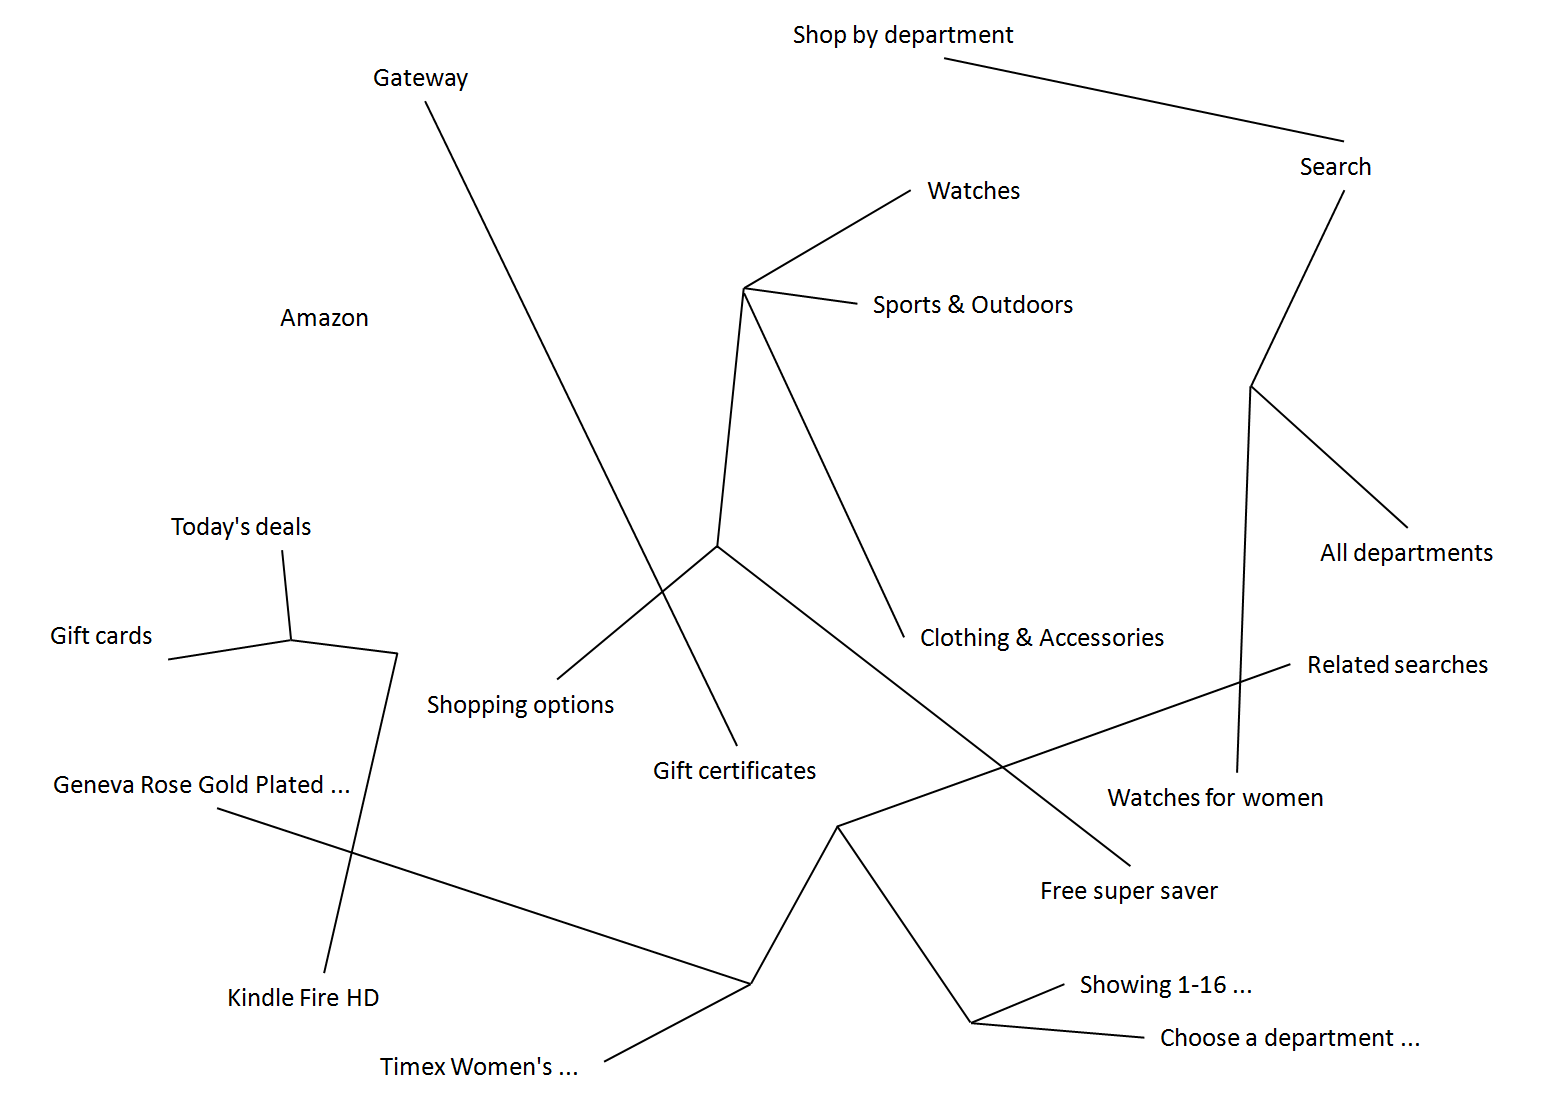 Shop by department
Gateway
Search
Watches
Sports & Outdoors
Amazon
Today's deals
All departments
Gift cards
Clothing & Accessories
Related searches
Shopping options
Gift certificates
Geneva Rose Gold Plated ...
Watches for women
Free super saver
Showing 1-16 ...
Kindle Fire HD
Choose a department ...
Timex Women's ...